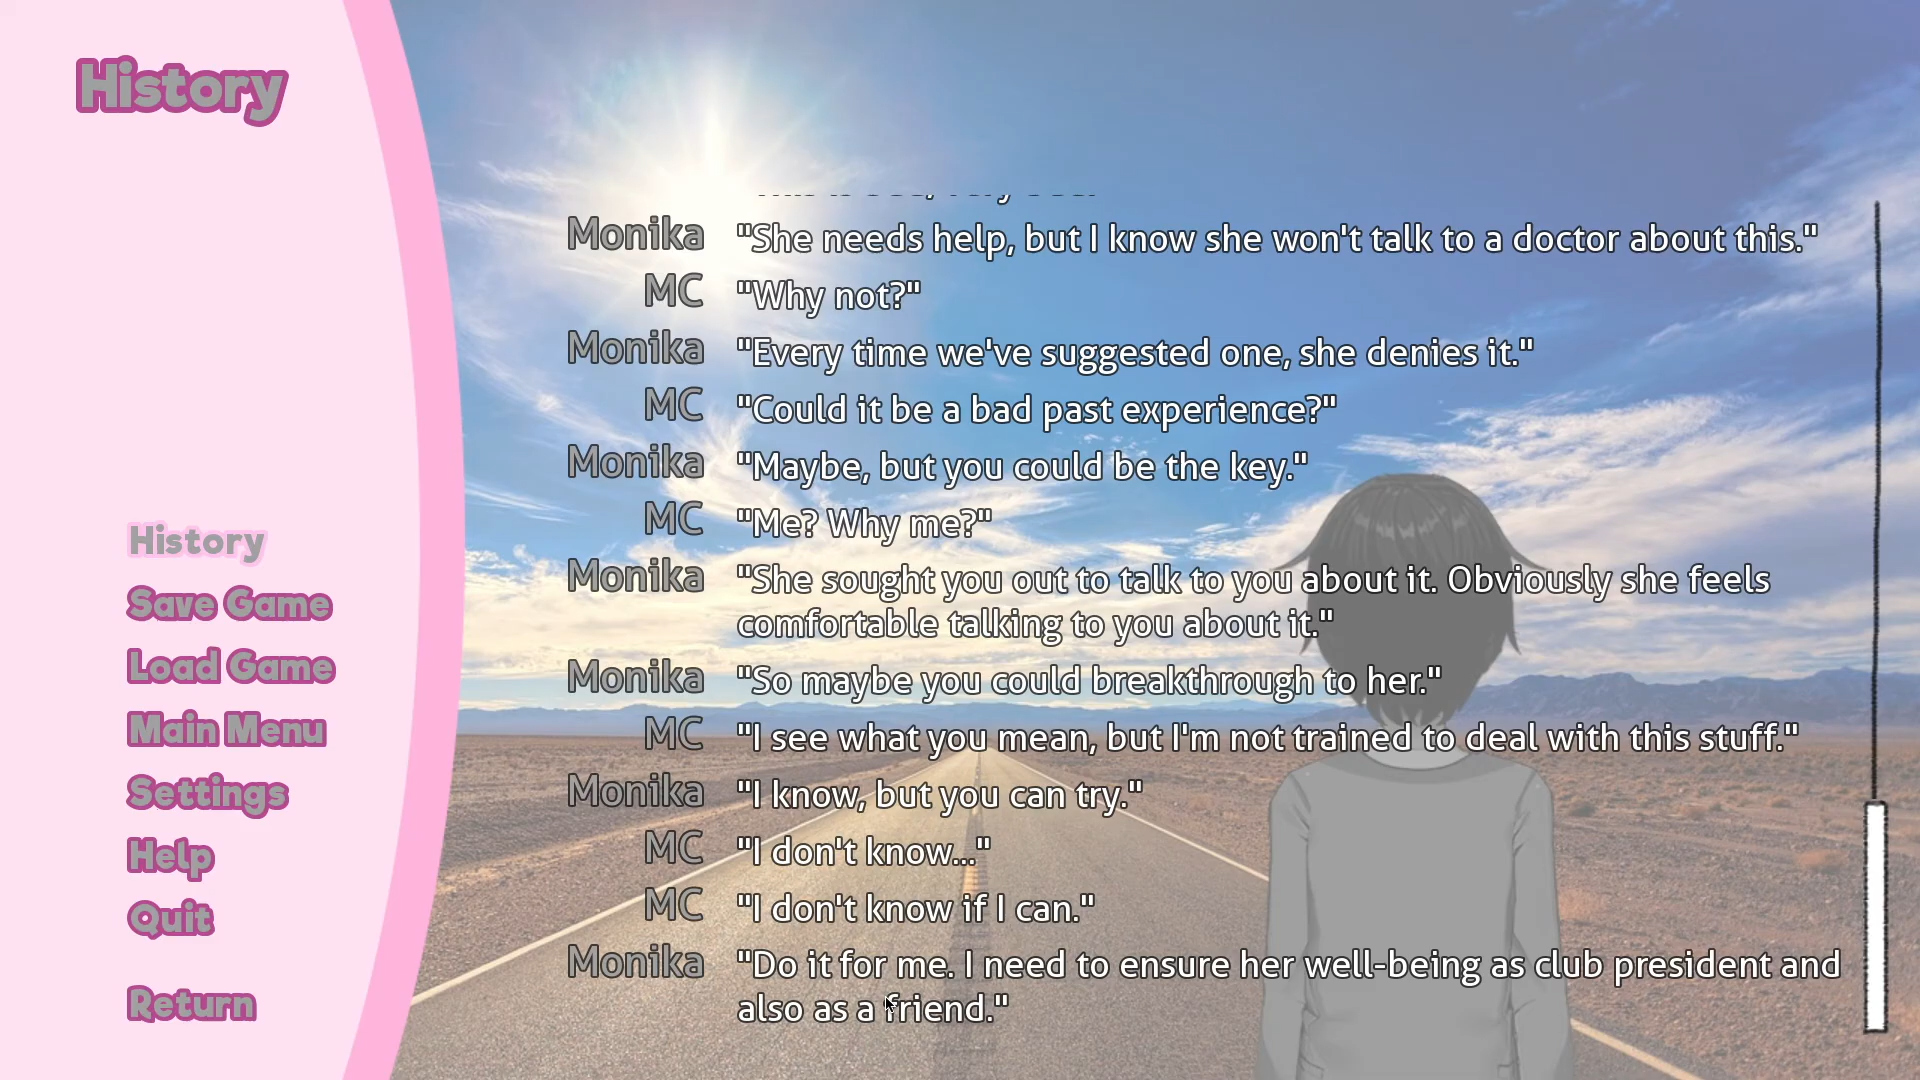 History
Monika "She needs help, but I know she won't talk to a doctor about this."
MC "Why not?"
Monika "Every time we've suggested one, she denies it."
MC "Could it be a bad past experience?"
Monika "Maybe, but you could be the key."
MC "Me? Why me?"
Monika "She sought you out to talk to you about it. Obviously she feels
comfortable talking to you about it."
Monika "So maybe you could breakthrough to her."
MC "I see what you mean, but I'm not trained to deal with this stuff."
Monika "I know, but you can try."
MC "I don't know..."
MC "I don't know if I can."
Monika "Do it for me. I need to ensure her well-being as club president and
also as a friend."
History
Save Game
Load Game
Main Menu
Settings
Help
Quit
Return